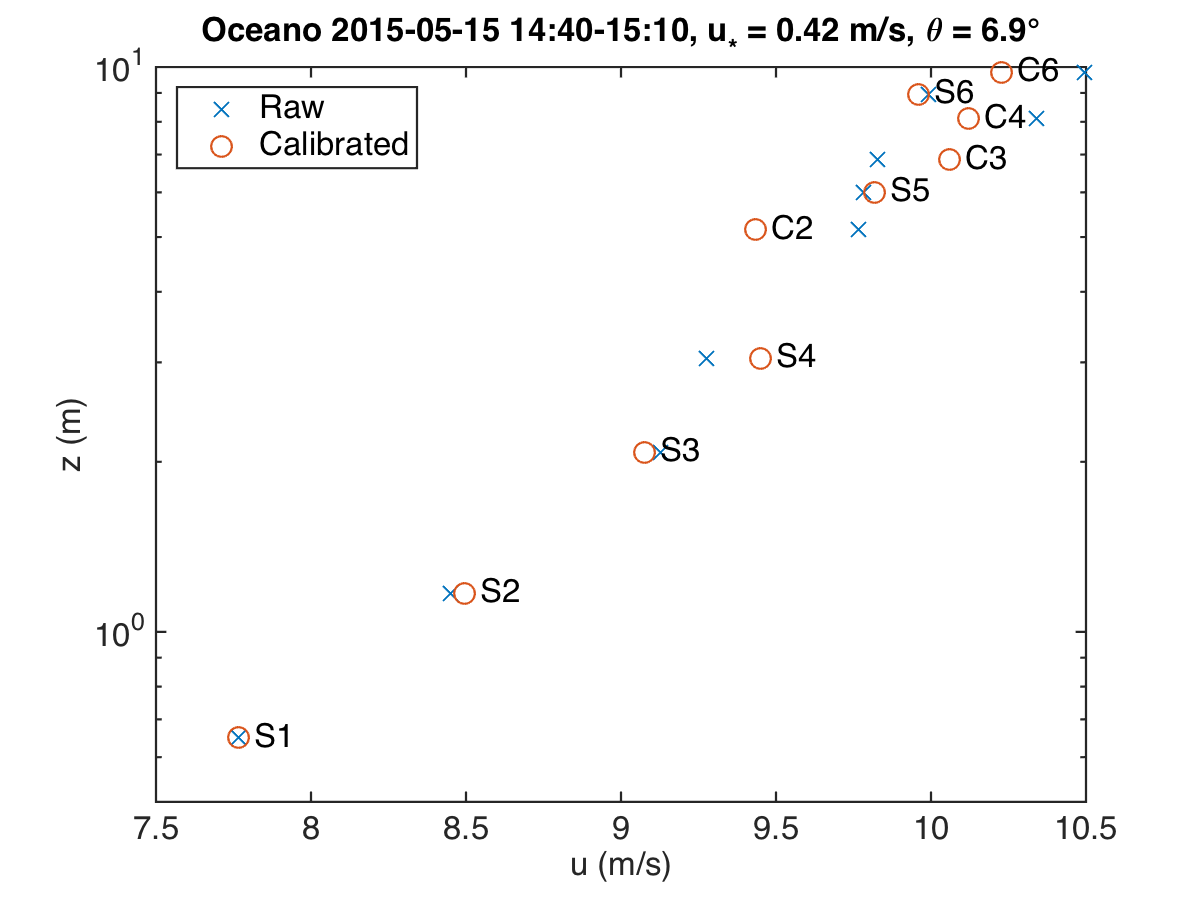 Oceano 2015-05-15 14:40-15:10, u* = 0.42 m/s, θ = 6.9°
10¹
Raw
Calibrated
C6
S6
C4
C3
S5
C2
S4
S3
S2
10⁰
S1
z (m)
7.5 8 8.5 9 9.5 10 10.5
u (m/s)